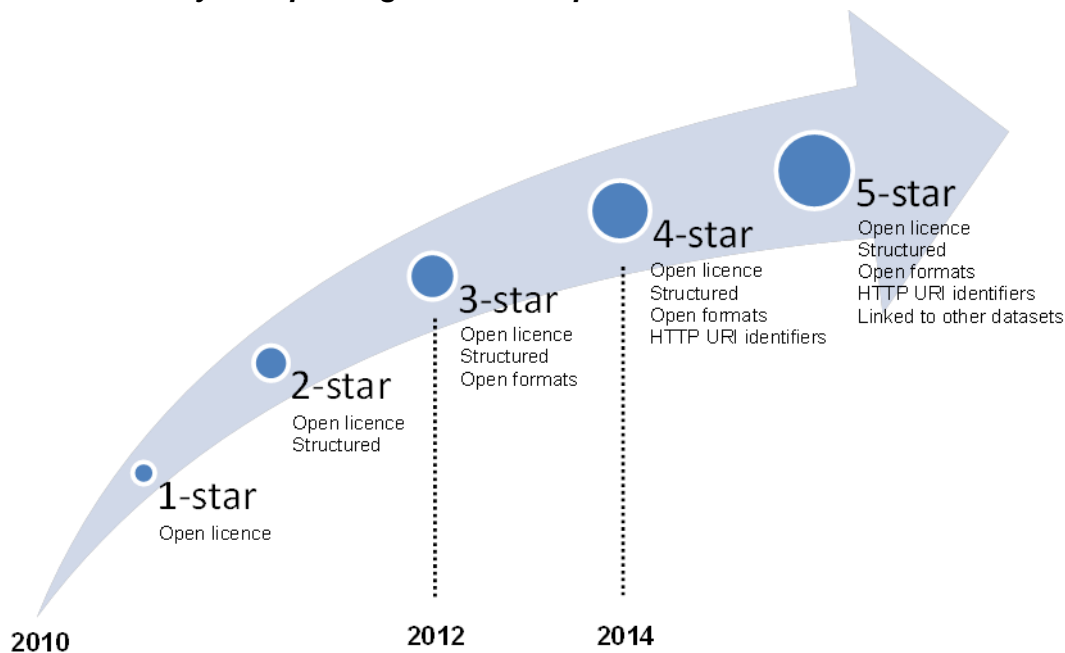 1-star
Open licence
2-star
Open licence
Structured
3-star
Open licence
Structured
Open formats
4-star
Open licence
Structured
Open formats
HTTP URI identifiers
5-star
Open licence
Structured
Open formats
HTTP URI identifiers
Linked to other datasets
2010
2012
2014